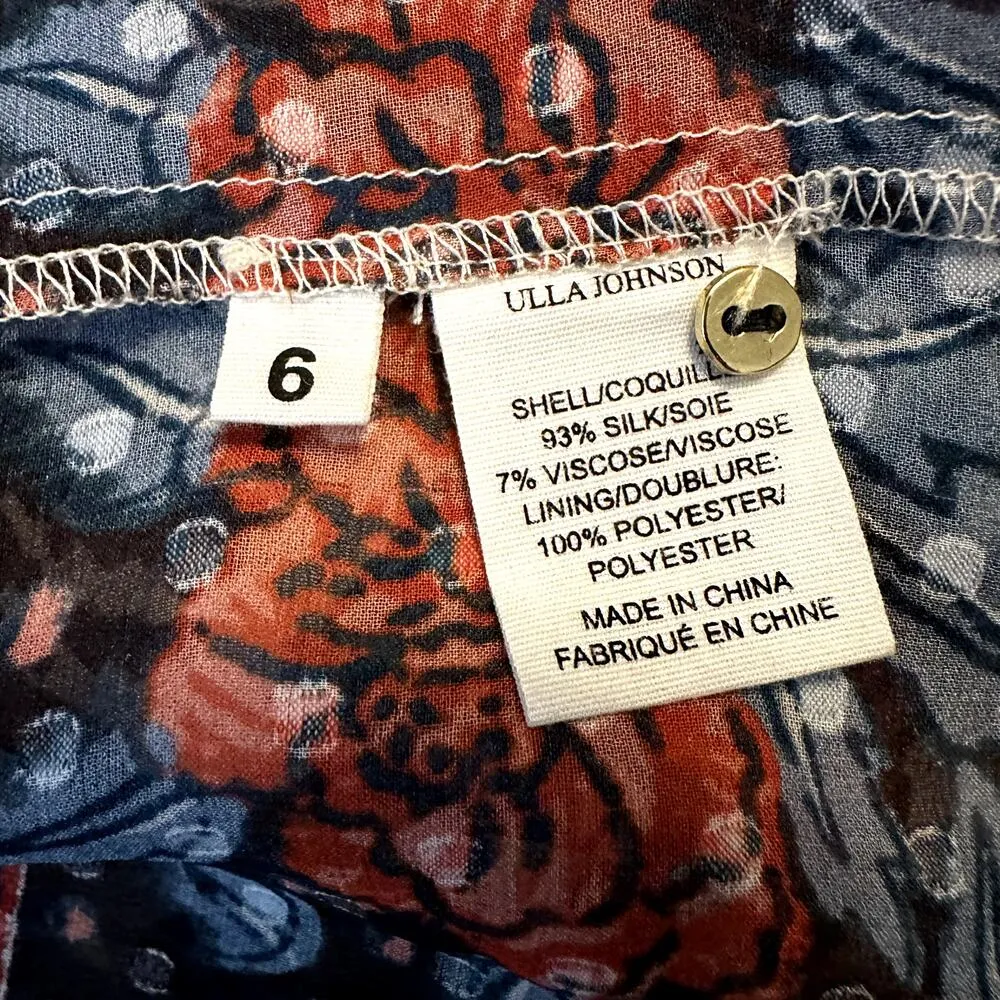 6
ULLA JOHNSON
SHELL/COQUILLE
93% SILK/SOIE
7% VISCOSE/VISCOSE
LINING/DOUBLURE:
100% POLYESTER/
POLYESTER
MADE IN CHINA
FABRIQUÉ EN CHINE